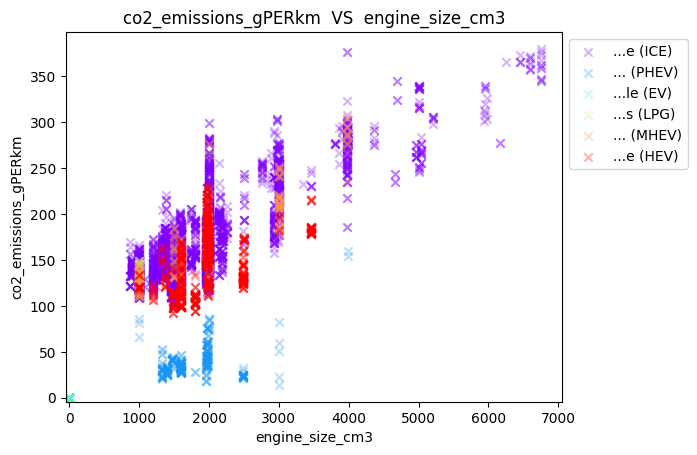 co2_emissions_gPERkm  VS  engine_size_cm3
...e (ICE)
... (PHEV)
...le (EV)
...s (LPG)
... (MHEV)
...e (HEV)
co2_emissions_gPERkm
350
300
250
200
150
100
50
0
0 1000 2000 3000 4000 5000 6000 7000
engine_size_cm3